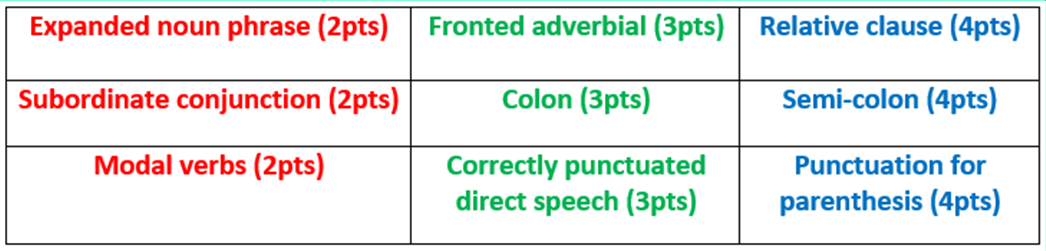 Expanded noun phrase (2pts)
Fronted adverbial (3pts)
Relative clause (4pts)
Subordinate conjunction (2pts)
Colon (3pts)
Semi-colon (4pts)
Modal verbs (2pts)
Correctly punctuated
direct speech (3pts)
Punctuation for
parenthesis (4pts)